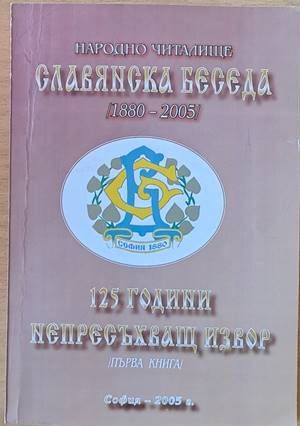 НАРОДНО ЧИТАЛИЩЕ
СЛАВЯНСКА БЕСЕДА
/1880 - 2005/
СОФИЯ 1880
125 ГОДИНИ
НЕПРЕСЪХВАЩ ИЗВОР
/ПЪРВА КНИГА/
София - 2005 г.